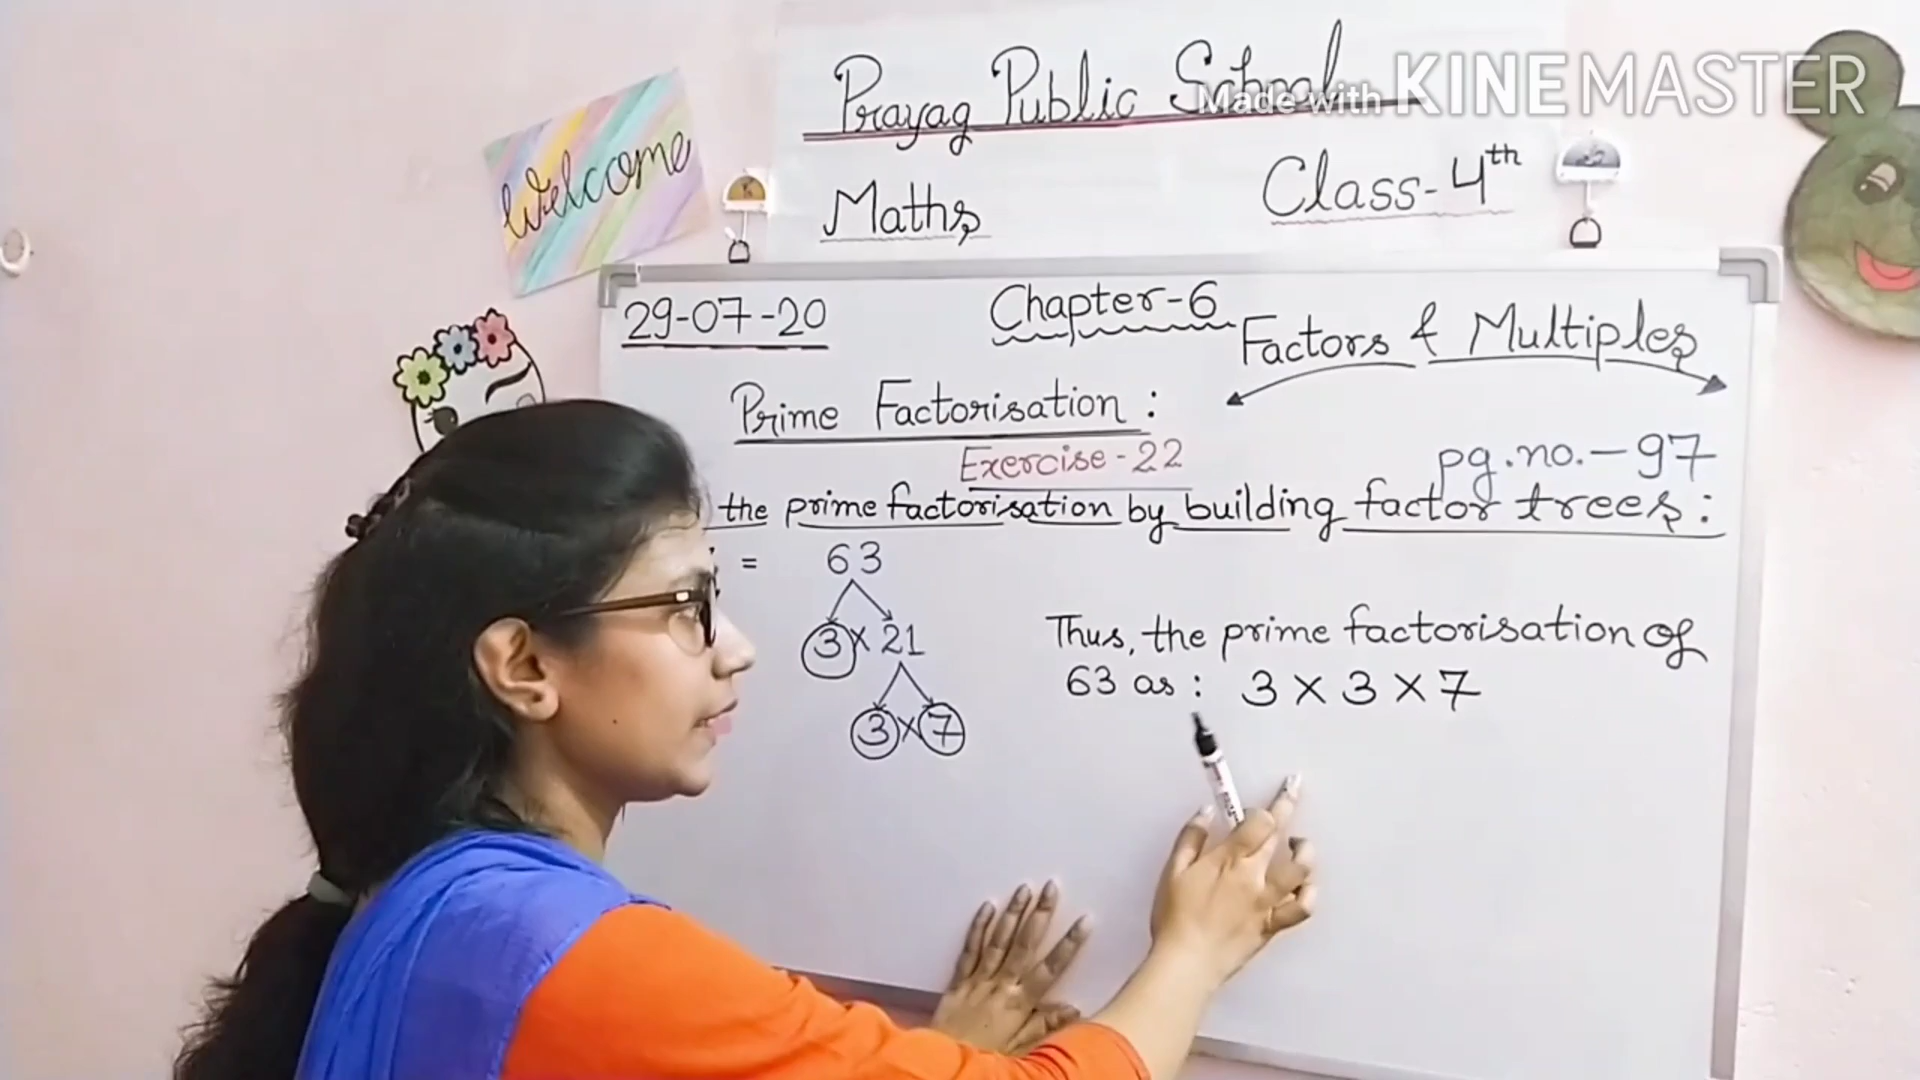 Prayag Public School
Made with KINEMASTER
Welcome
Maths
Class-4th
29-07-20
Chapter-6
Factors & Multiples
Prime Factorisation :
Exercise-22
pg.no.-97
the prime factorisation by building factor trees:
= 63
3 x 21
3 x 7
Thus, the prime factorisation of
63 as : 3 x 3 x 7